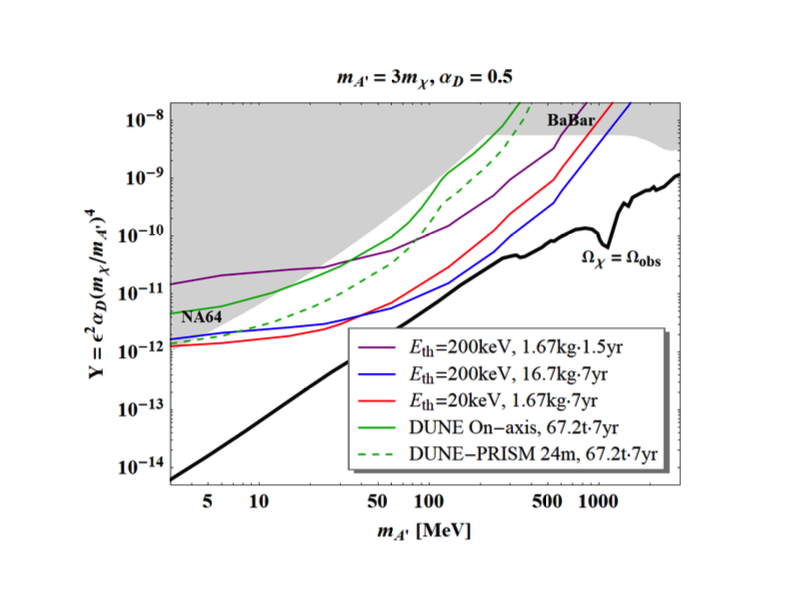 m_A' = 3m_χ, α_D = 0.5
Y = ϵ² α_D (m_χ/m_A')⁴
10⁻⁸
10⁻⁹
10⁻¹⁰
10⁻¹¹
10⁻¹²
10⁻¹³
10⁻¹⁴
BaBar
Ω_χ = Ω_obs
NA64
E_th=200keV, 1.67kg·1.5yr
E_th=200keV, 16.7kg·7yr
E_th=20keV, 1.67kg·7yr
DUNE On−axis, 67.2t·7yr
DUNE−PRISM 24m, 67.2t·7yr
5 10 50 100 500 1000
m_A' [MeV]